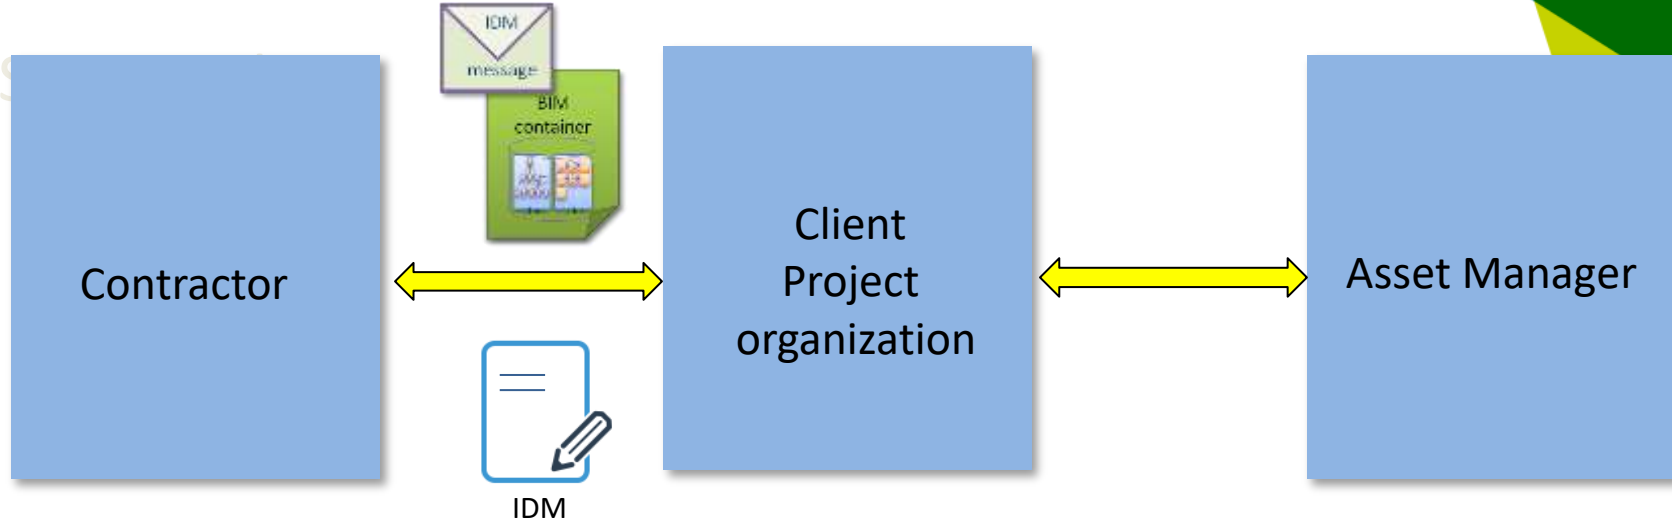 IDM
message
BIM
container
Contractor
Client
Project
organization
Asset Manager
IDM